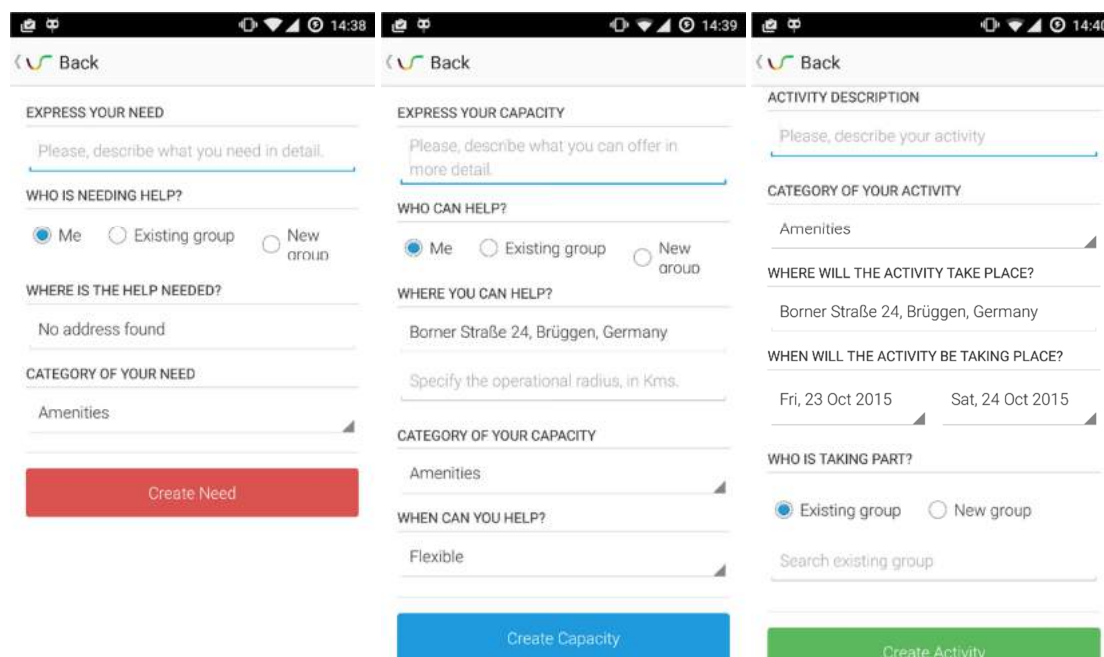 14:38
Back
EXPRESS YOUR NEED
Please, describe what you need in detail.
WHO IS NEEDING HELP?
Me
Existing group
New
group
WHERE IS THE HELP NEEDED?
No address found
CATEGORY OF YOUR NEED
Amenities
Create Need
14:39
Back
EXPRESS YOUR CAPACITY
Please, describe what you can offer in
more detail
WHO CAN HELP?
Me
Existing group
New
group
WHERE YOU CAN HELP?
Borner Straße 24, Brüggen, Germany
Specify the operational radius, in Kms.
CATEGORY OF YOUR CAPACITY
Amenities
WHEN CAN YOU HELP?
Flexible
Create Capacity
14:40
Back
ACTIVITY DESCRIPTION
Please, describe your activity
CATEGORY OF YOUR ACTIVITY
Amenities
WHERE WILL THE ACTIVITY TAKE PLACE?
Borner Straße 24, Brüggen, Germany
WHEN WILL THE ACTIVITY BE TAKING PLACE?
Fri, 23 Oct 2015
Sat, 24 Oct 2015
WHO IS TAKING PART?
Existing group
New group
Search existing group
Create Activity